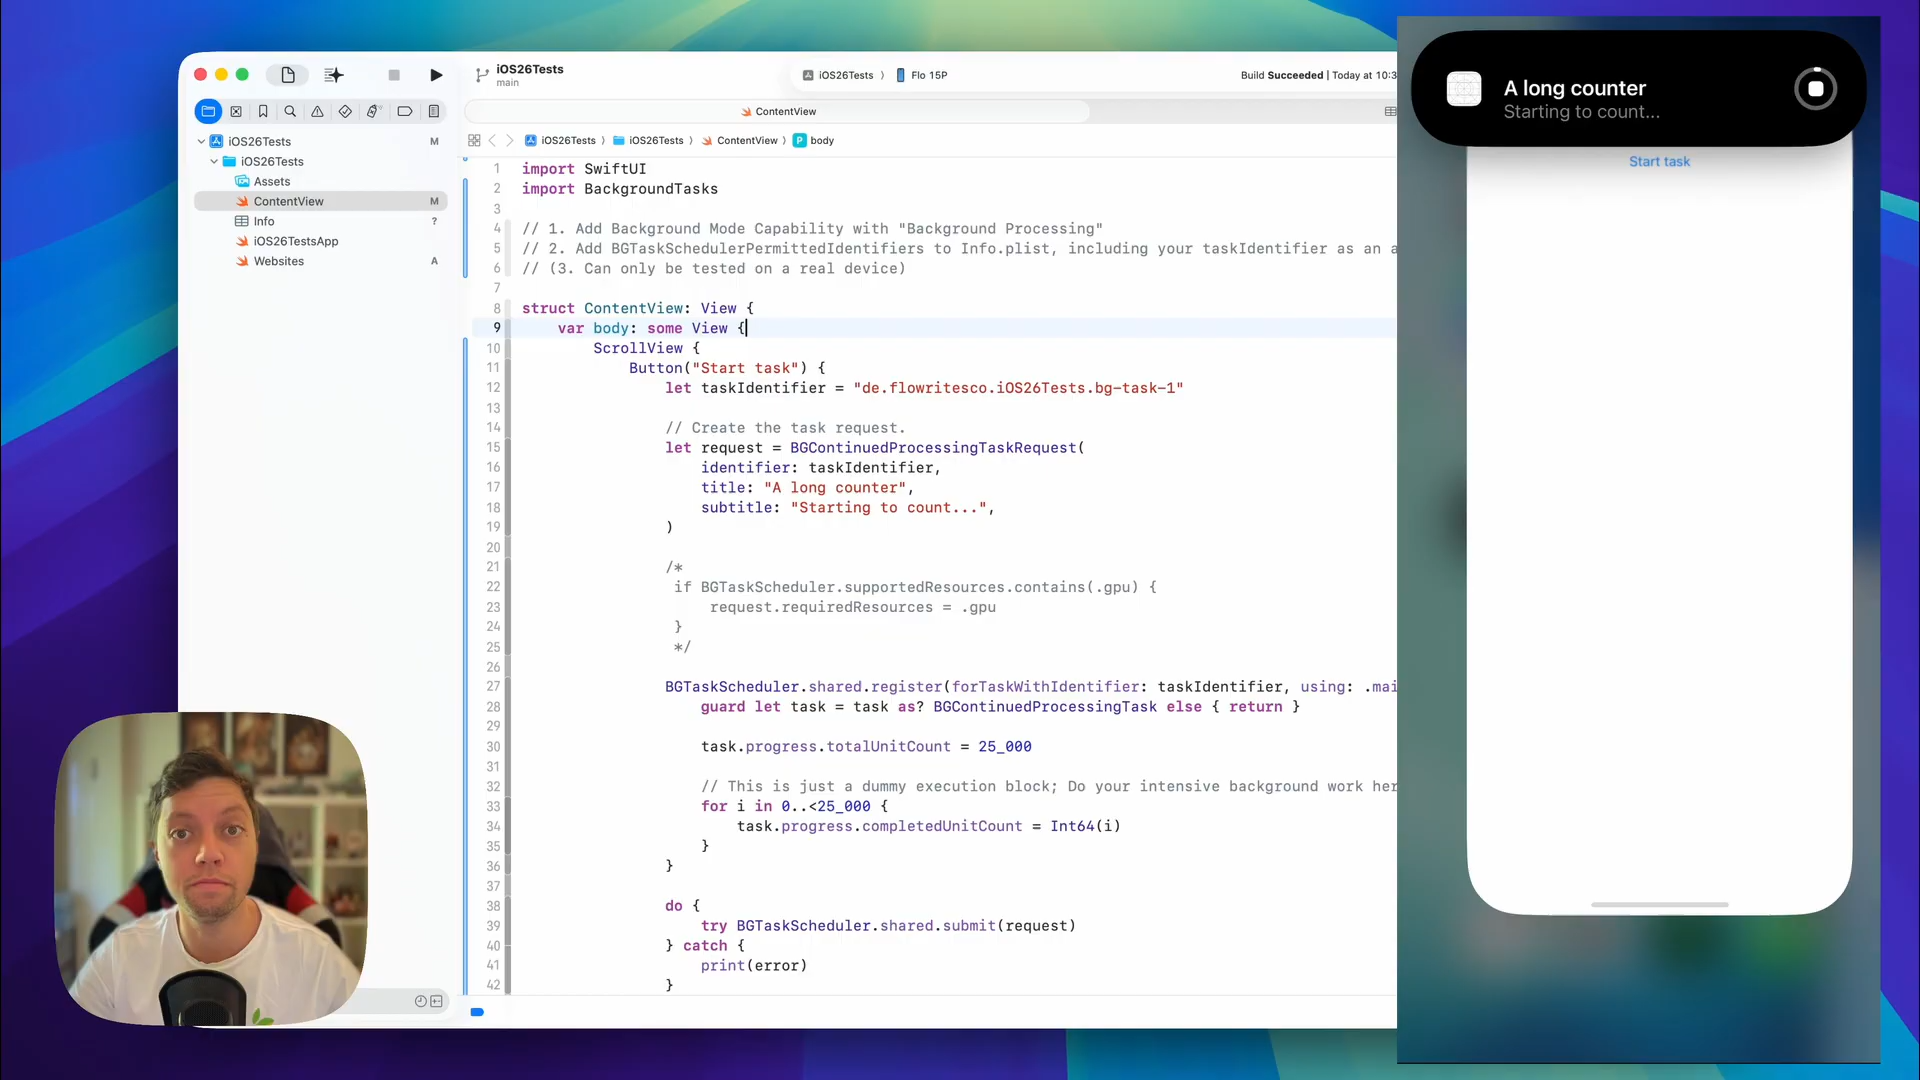 iOS26Tests
main
iOS26Tests
Flo 15P
Build Succeeded | Today at 10:3
ContentView
iOS26Tests
M
iOS26Tests
Assets
ContentView
M
Info
?
iOS26TestsApp
Websites
A
iOS26Tests
iOS26Tests
ContentView
P
body
1 import SwiftUI
2 import BackgroundTasks
3
4 // 1. Add Background Mode Capability with "Background Processing"
5 // 2. Add BGTaskSchedulerPermittedIdentifiers to Info.plist, including your taskIdentifier as an a
6 // (3. Can only be tested on a real device)
7
8 struct ContentView: View {
9 var body: some View {
10 ScrollView {
11 Button("Start task") {
12 let taskIdentifier = "de.flowritesco.iOS26Tests.bg-task-1"
13
14 // Create the task request.
15 let request = BGContinuedProcessingTaskRequest(
16 identifier: taskIdentifier,
17 title: "A long counter",
18 subtitle: "Starting to count...",
19 )
20
21 /*
22 if BGTaskScheduler.supportedResources.contains(.gpu) {
23 request.requiredResources = .gpu
24 }
25 */
26
27 BGTaskScheduler.shared.register(forTaskWithIdentifier: taskIdentifier, using: .mai
28 guard let task = task as? BGContinuedProcessingTask else { return }
29
30 task.progress.totalUnitCount = 25_000
31
32 // This is just a dummy execution block; Do your intensive background work her
33 for i in 0..<25_000 {
34 task.progress.completedUnitCount = Int64(i)
35 }
36 }
37
38 do {
39 try BGTaskScheduler.shared.submit(request)
40 } catch {
41 print(error)
42 }
A long counter
Starting to count...
Start task